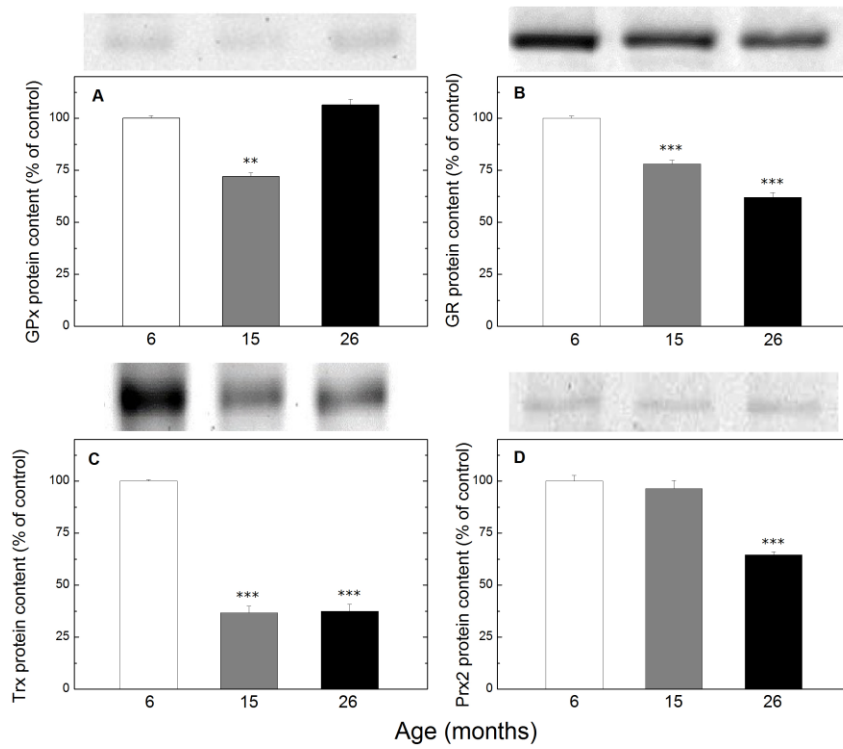 A
GPx protein content (% of control)
100
75
50
25
0
**
6 15 26
B
GR protein content (% of control)
100
75
50
25
0
***
***
6 15 26
C
Trx protein content (% of control)
100
75
50
25
0
***
***
6 15 26
D
Prx2 protein content (% of control)
100
75
50
25
0
***
6 15 26
Age (months)